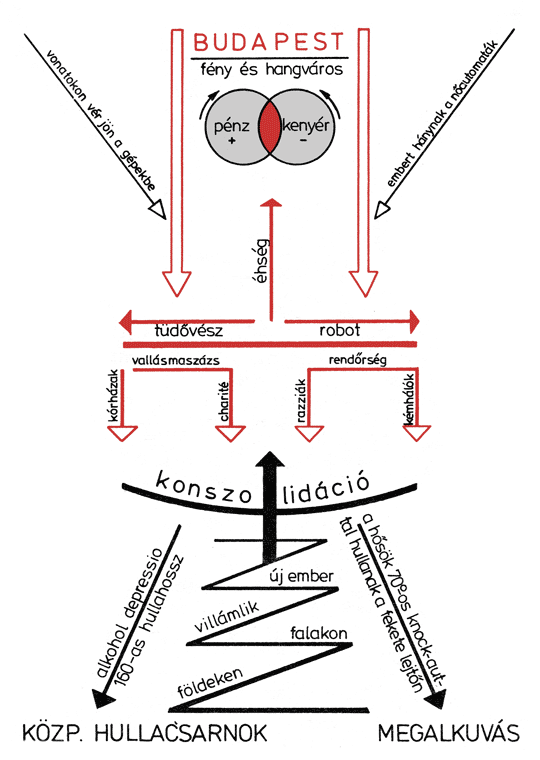 BUDAPEST
fény és hangváros
vonatokon vér jön a gépekbe
embert hánynak a nőautomaták
pénz
+
kenyér
–
éhség
tüdővész
robot
vallásmaszázs
rendőrség
kórházak
charité
razziák
kémhálók
konszo lidáció
új ember
villámlik
falakon
földeken
alkohol depressio
160-as hullahossz
a hősök 70°-os knock-aut-
tal hullanak a fekete lejtőn
KÖZP. HULLACSARNOK
MEGALKUVÁS